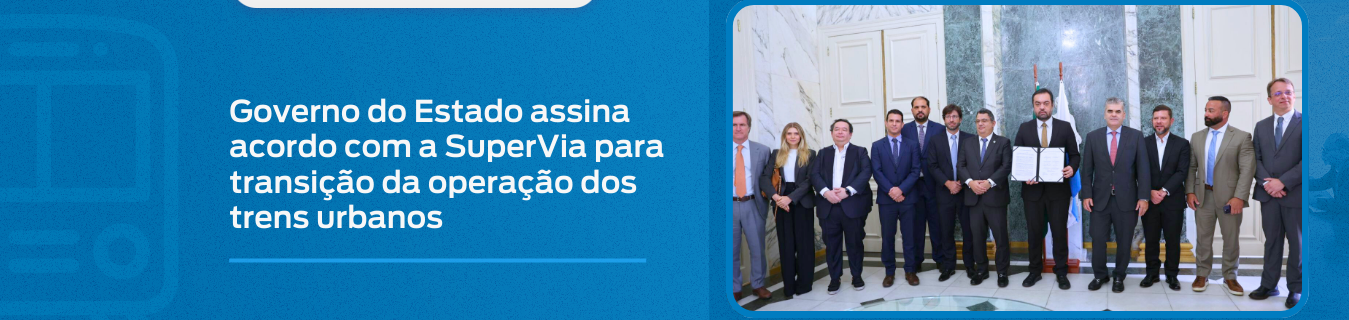 Governo do Estado assina
acordo com a SuperVia para
transição da operação dos
trens urbanos